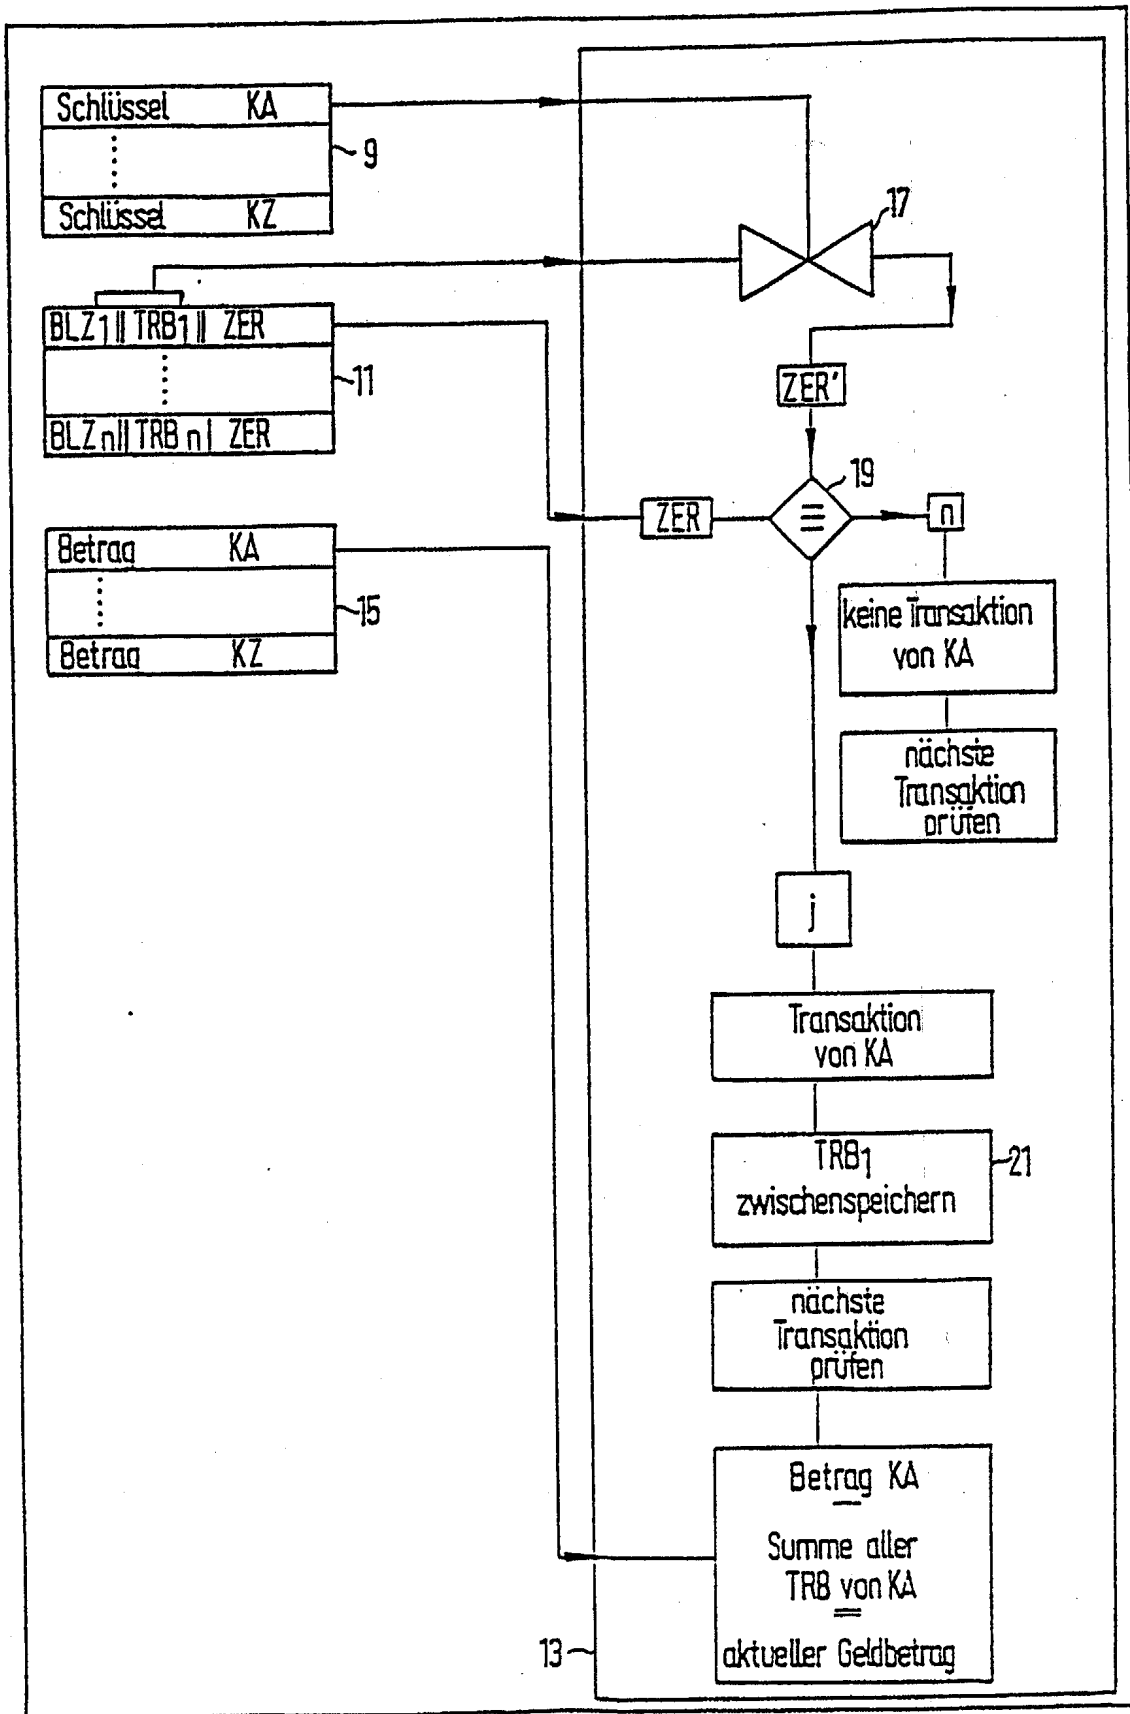 Schlüssel KA
9
Schlüssel KZ
BLZ1 || TRB1 || ZER
11
BLZn || TRBn | ZER
Betrag KA
15
Betrag KZ
17
ZER'
19
ZER
≡
n
keine Transaktion
von KA
nächste
Transaktion
prüfen
j
Transaktion
von KA
TRB1
zwischenspeichern
21
nächste
Transaktion
prüfen
Betrag KA
—
Summe aller
TRB von KA
=
aktueller Geldbetrag
13